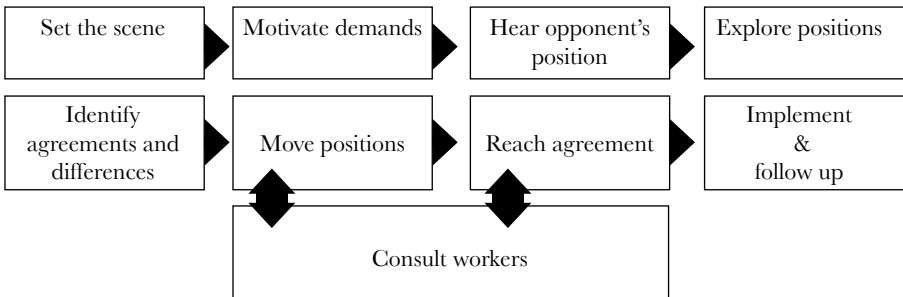 Set the scene
Motivate demands
Hear opponent’s
position
Explore positions
Identify
agreements and
differences
Move positions
Reach agreement
Implement
&
follow up
Consult workers